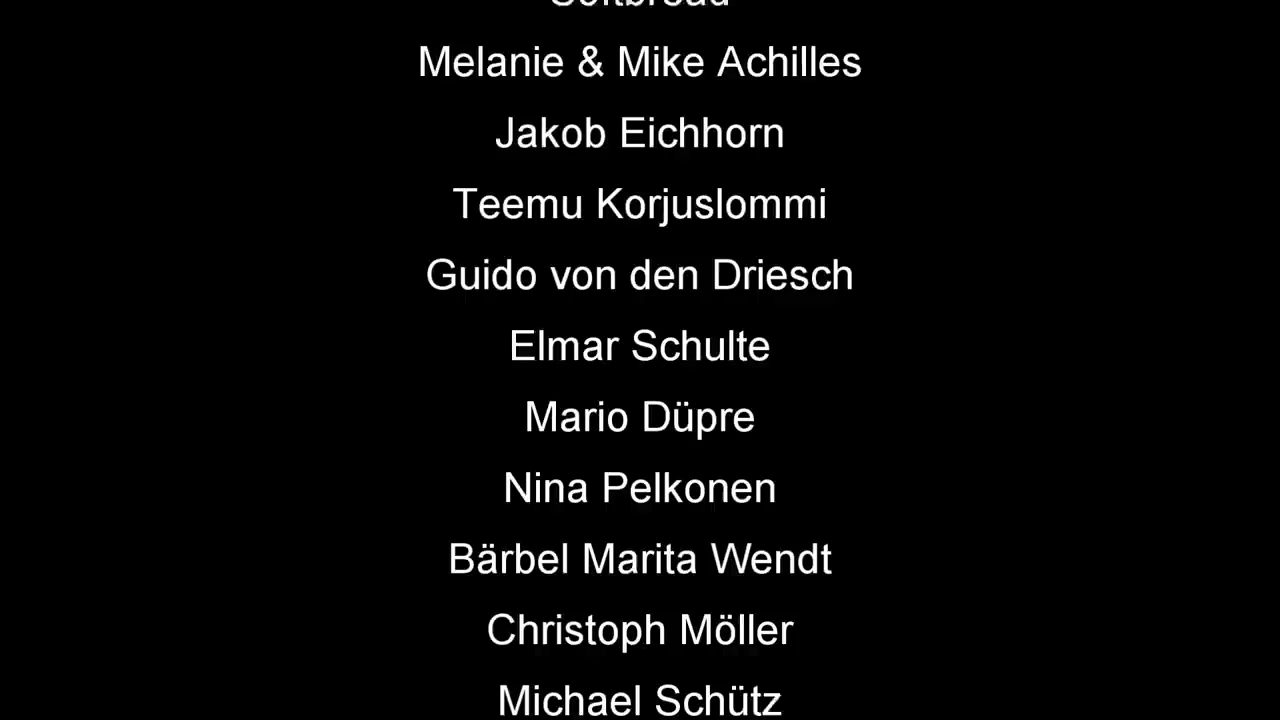 Melanie & Mike Achilles
Jakob Eichhorn
Teemu Korjuslommi
Guido von den Driesch
Elmar Schulte
Mario Düpre
Nina Pelkonen
Bärbel Marita Wendt
Christoph Möller
Michael Schütz